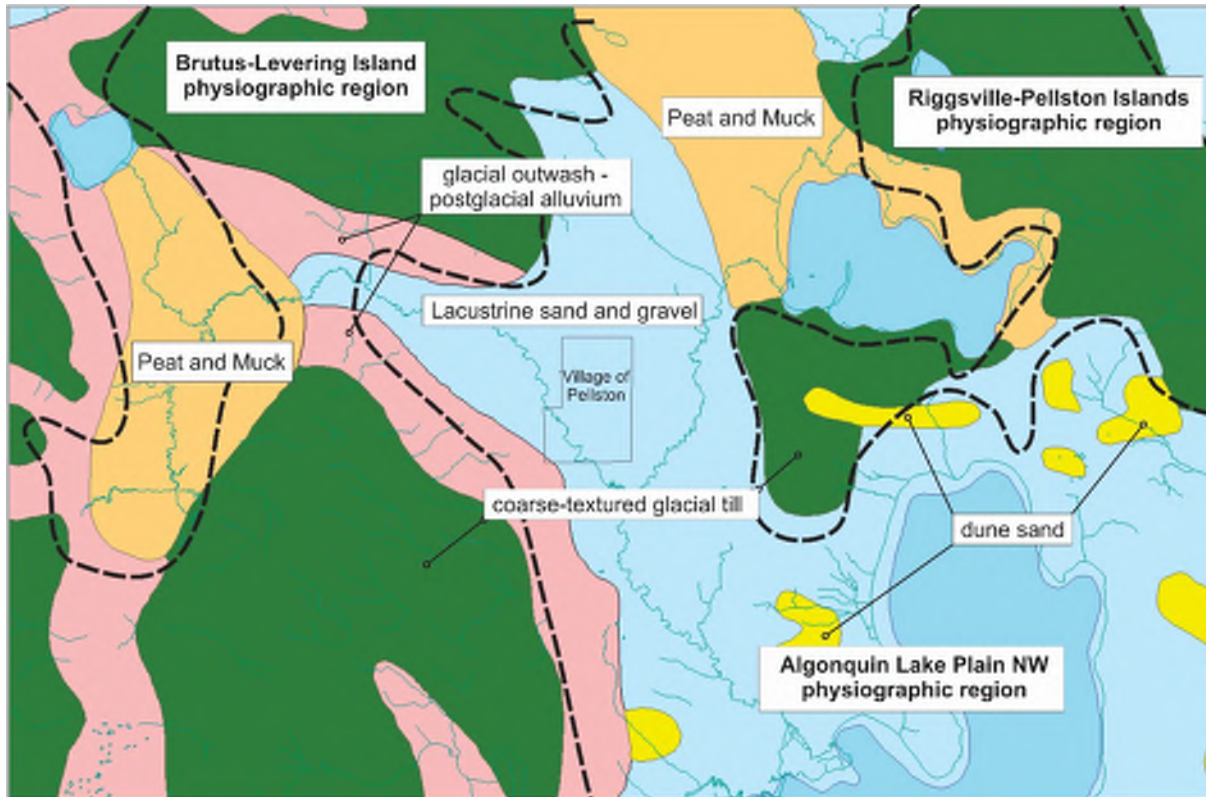 Brutus-Levering Island
physiographic region
Riggsville-Pellston Islands
physiographic region
Peat and Muck
glacial outwash -
postglacial alluvium
Lacustrine sand and gravel
Peat and Muck
Village of
Pellston
coarse-textured glacial till
dune sand
Algonquin Lake Plain NW
physiographic region